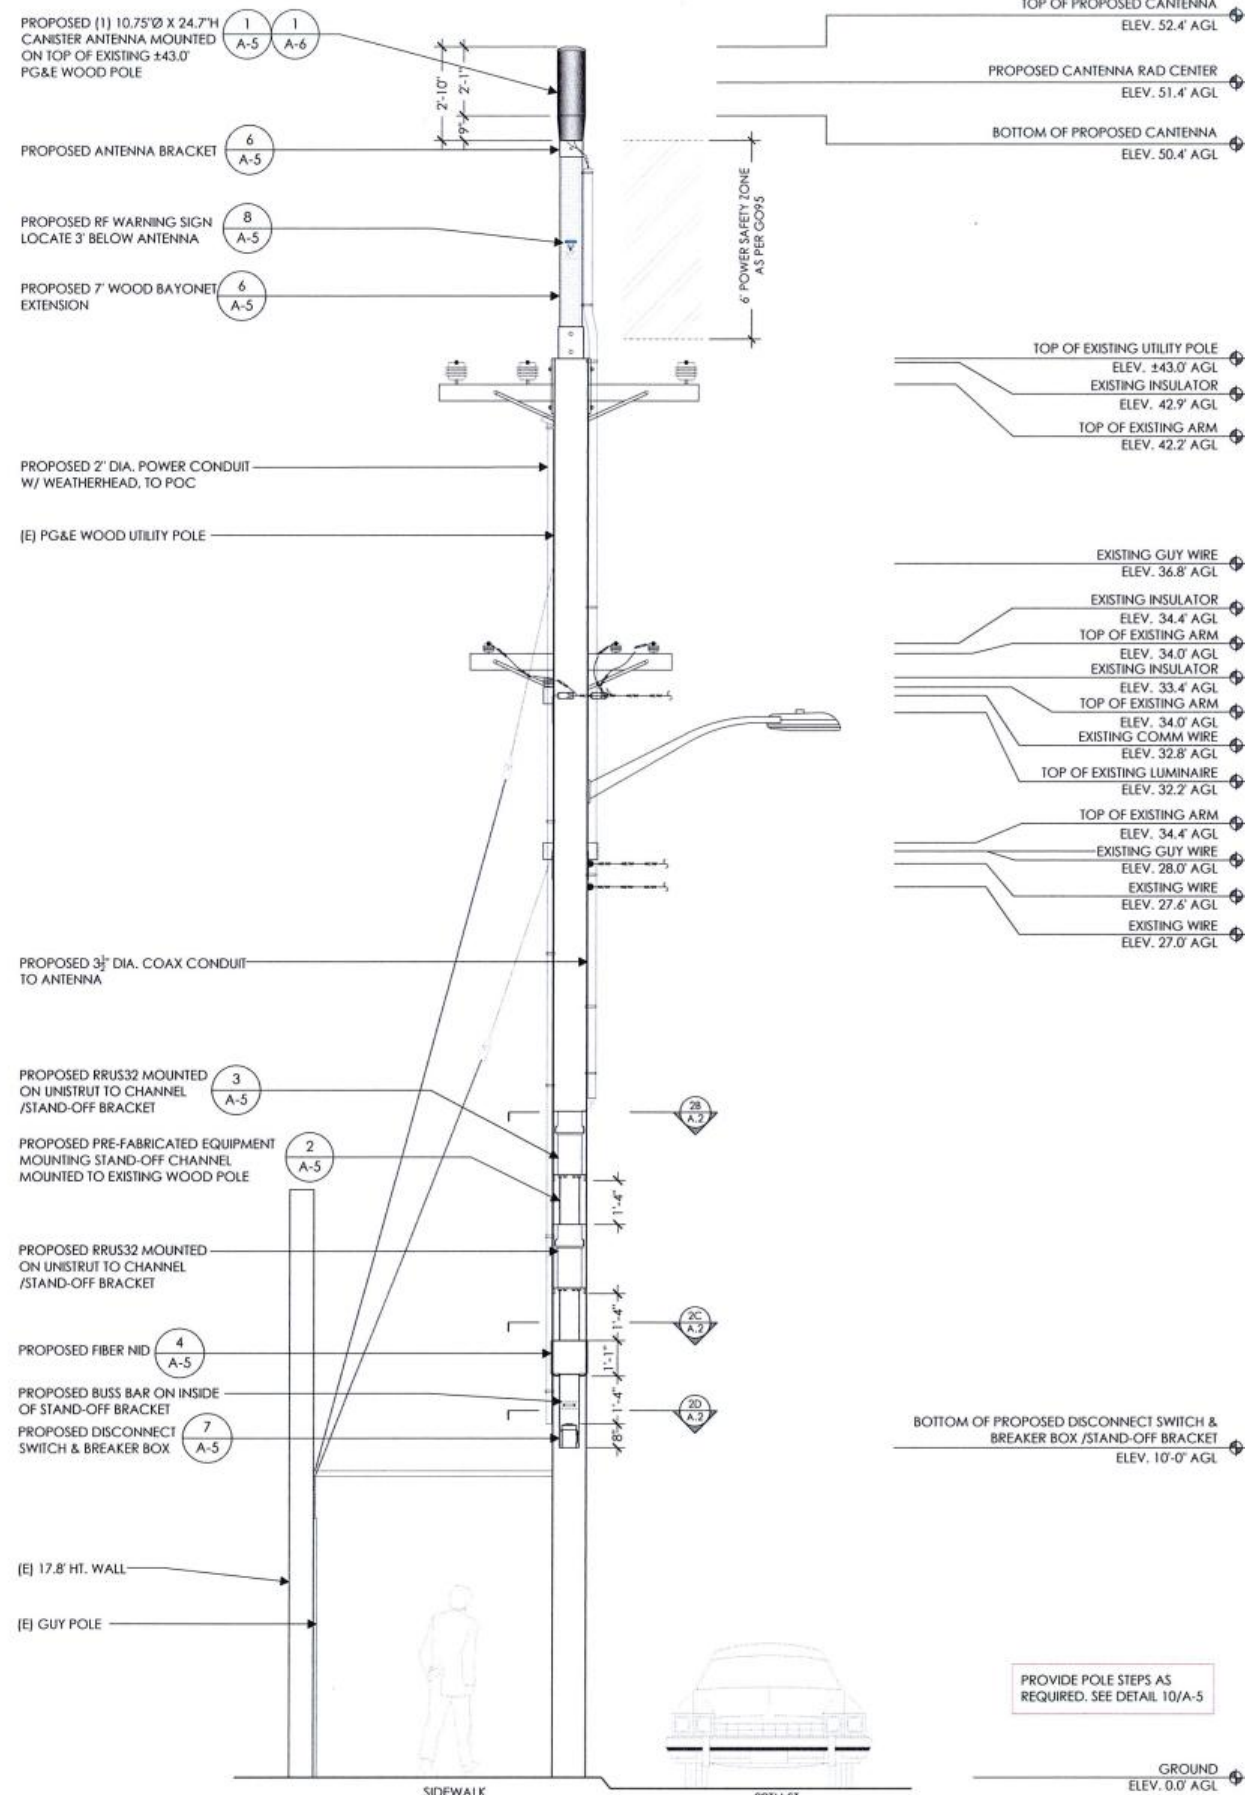 PROPOSED (1) 10.75"Ø X 24.7"H
CANISTER ANTENNA MOUNTED
ON TOP OF EXISTING ±43.0'
PG&E WOOD POLE
1
A-5
1
A-6
2'-10"
2'-1"
9"
PROPOSED ANTENNA BRACKET
6
A-5
PROPOSED RF WARNING SIGN
LOCATE 3' BELOW ANTENNA
8
A-5
PROPOSED 7' WOOD BAYONET
EXTENSION
6
A-5
6' POWER SAFETY ZONE
AS PER GO95
PROPOSED 2" DIA. POWER CONDUIT
W/ WEATHERHEAD, TO POC
(E) PG&E WOOD UTILITY POLE
PROPOSED 3½" DIA. COAX CONDUIT
TO ANTENNA
PROPOSED RRUS32 MOUNTED
ON UNISTRUT TO CHANNEL
/STAND-OFF BRACKET
3
A-5
PROPOSED PRE-FABRICATED EQUIPMENT
MOUNTING STAND-OFF CHANNEL
MOUNTED TO EXISTING WOOD POLE
2
A-5
PROPOSED RRUS32 MOUNTED
ON UNISTRUT TO CHANNEL
/STAND-OFF BRACKET
PROPOSED FIBER NID
4
A-5
PROPOSED BUSS BAR ON INSIDE
OF STAND-OFF BRACKET
PROPOSED DISCONNECT
SWITCH & BREAKER BOX
7
A-5
(E) 17.8' HT. WALL
(E) GUY POLE
2B
A.2
1'-4"
1'-4"
2C
A.2
1'-1"
1'-4"
2D
A.2
8"
TOP OF PROPOSED CANTENNA
ELEV. 52.4' AGL
PROPOSED CANTENNA RAD CENTER
ELEV. 51.4' AGL
BOTTOM OF PROPOSED CANTENNA
ELEV. 50.4' AGL
TOP OF EXISTING UTILITY POLE
ELEV. ±43.0' AGL
EXISTING INSULATOR
ELEV. 42.9' AGL
TOP OF EXISTING ARM
ELEV. 42.2' AGL
EXISTING GUY WIRE
ELEV. 36.8' AGL
EXISTING INSULATOR
ELEV. 34.4' AGL
TOP OF EXISTING ARM
ELEV. 34.0' AGL
EXISTING INSULATOR
ELEV. 33.4' AGL
TOP OF EXISTING ARM
ELEV. 34.0' AGL
EXISTING COMM WIRE
ELEV. 32.8' AGL
TOP OF EXISTING LUMINAIRE
ELEV. 32.2' AGL
TOP OF EXISTING ARM
ELEV. 34.4' AGL
EXISTING GUY WIRE
ELEV. 28.0' AGL
EXISTING WIRE
ELEV. 27.6' AGL
EXISTING WIRE
ELEV. 27.0' AGL
BOTTOM OF PROPOSED DISCONNECT SWITCH &
BREAKER BOX /STAND-OFF BRACKET
ELEV. 10'-0" AGL
PROVIDE POLE STEPS AS
REQUIRED. SEE DETAIL 10/A-5
GROUND
ELEV. 0.0' AGL
SIDEWALK